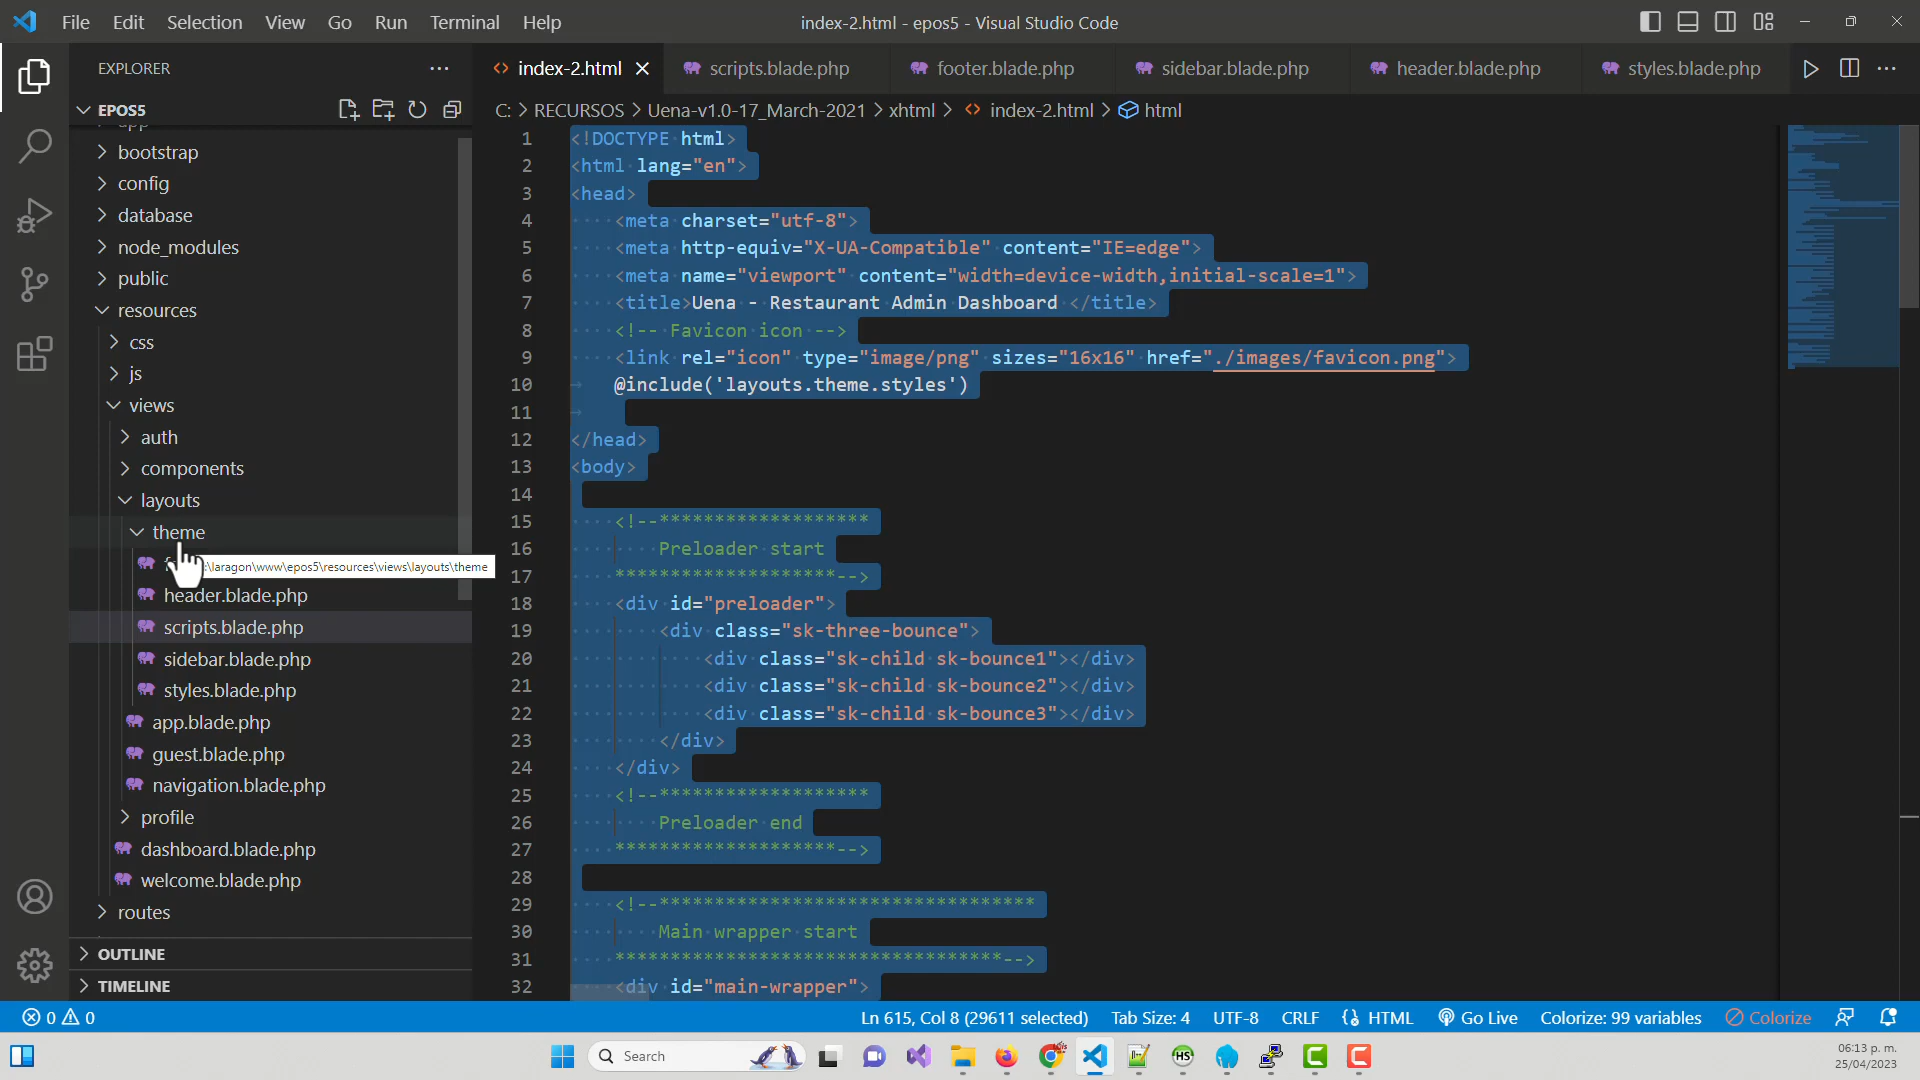 File Edit Selection View Go Run Terminal Help
index-2.html - epos5 - Visual Studio Code
EXPLORER
index-2.html
scripts.blade.php
footer.blade.php
sidebar.blade.php
header.blade.php
styles.blade.php
EPOS5
C: > RECURSOS > Uena-v1.0-17_March-2021 > xhtml > index-2.html > html
bootstrap
config
database
node_modules
public
resources
css
js
views
auth
components
layouts
theme
:\laragon\www\epos5\resources\views\layouts\theme
header.blade.php
scripts.blade.php
sidebar.blade.php
styles.blade.php
app.blade.php
guest.blade.php
navigation.blade.php
profile
dashboard.blade.php
welcome.blade.php
routes
OUTLINE
TIMELINE
1 <!DOCTYPE html>
2 <html lang="en">
3 <head>
4 <meta charset="utf-8">
5 <meta http-equiv="X-UA-Compatible" content="IE=edge">
6 <meta name="viewport" content="width=device-width,initial-scale=1">
7 <title>Uena - Restaurant Admin Dashboard </title>
8 <!-- Favicon icon -->
9 <link rel="icon" type="image/png" sizes="16x16" href="./images/favicon.png">
10 @include('layouts.theme.styles')
11
12 </head>
13 <body>
14
15 <!--*******************
16 Preloader start
17 ********************-->
18 <div id="preloader">
19 <div class="sk-three-bounce">
20 <div class="sk-child sk-bounce1"></div>
21 <div class="sk-child sk-bounce2"></div>
22 <div class="sk-child sk-bounce3"></div>
23 </div>
24 </div>
25 <!--*******************
26 Preloader end
27 ********************-->
28
29 <!--**********************************
30 Main wrapper start
31 ***********************************-->
32 <div id="main-wrapper">
0 0
Ln 615, Col 8 (29611 selected) Tab Size: 4 UTF-8 CRLF HTML Go Live Colorize: 99 variables Colorize
Search
06:13 p. m.
25/04/2023